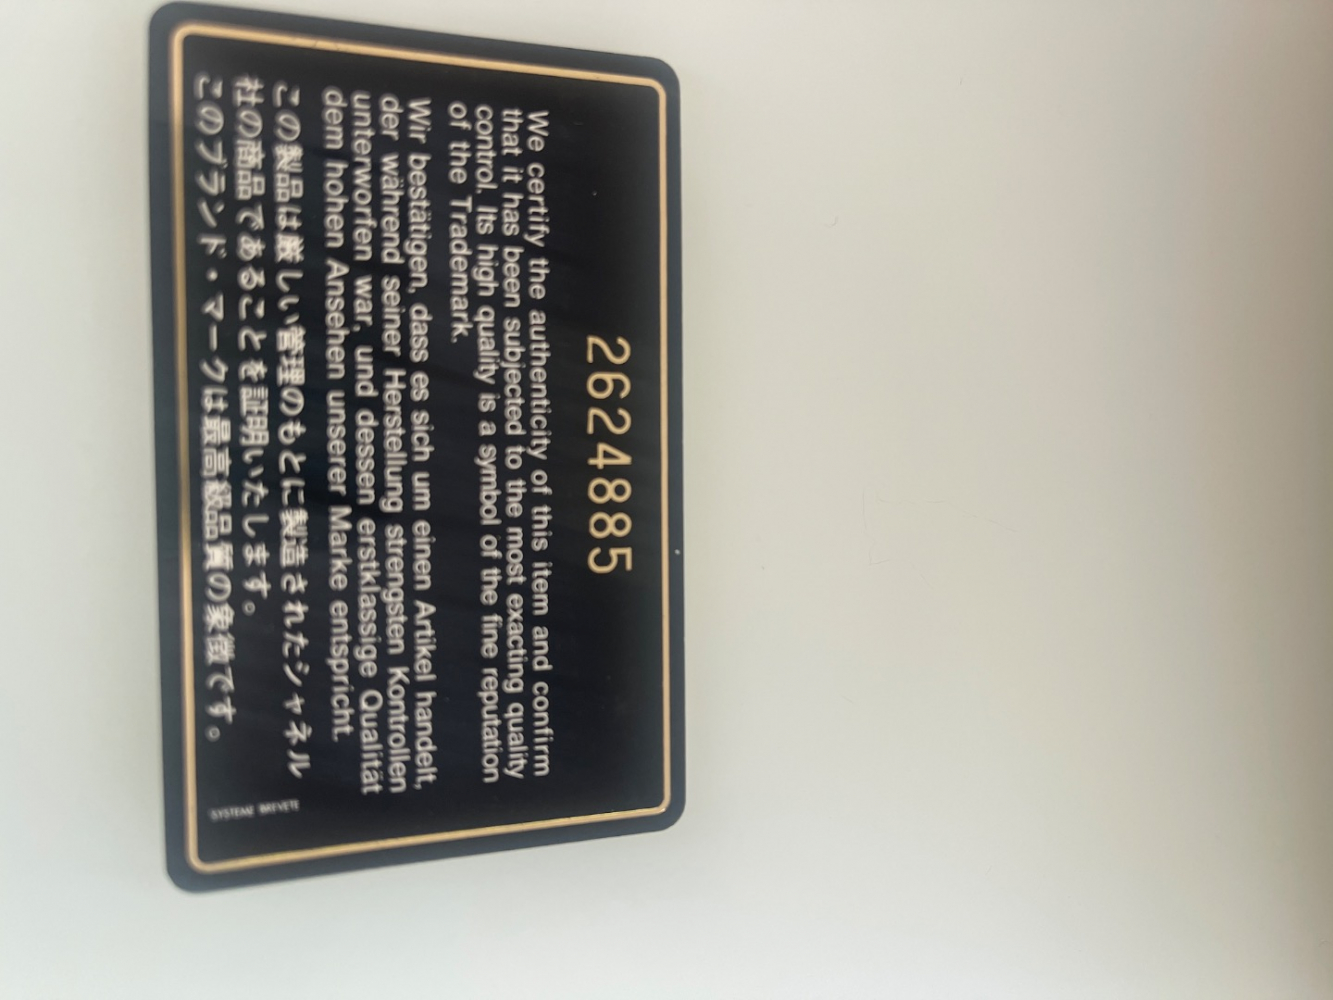 2624885
We certify the authenticity of this item and confirm
that it has been subjected to the most exacting quality
control. Its high quality is a symbol of the fine reputation
of the Trademark.
Wir bestätigen, dass es sich um einen Artikel handelt,
der während seiner Herstellung strengsten Kontrollen
unterworfen war, und dessen erstklassige Qualität
dem hohen Ansehen unserer Marke entspricht.
この製品は厳しい管理のもとに製造されたシャネル
社の商品であることを証明いたします。
このブランド・マークは最高級品質の象徴です。
SYSTEME BREVETE